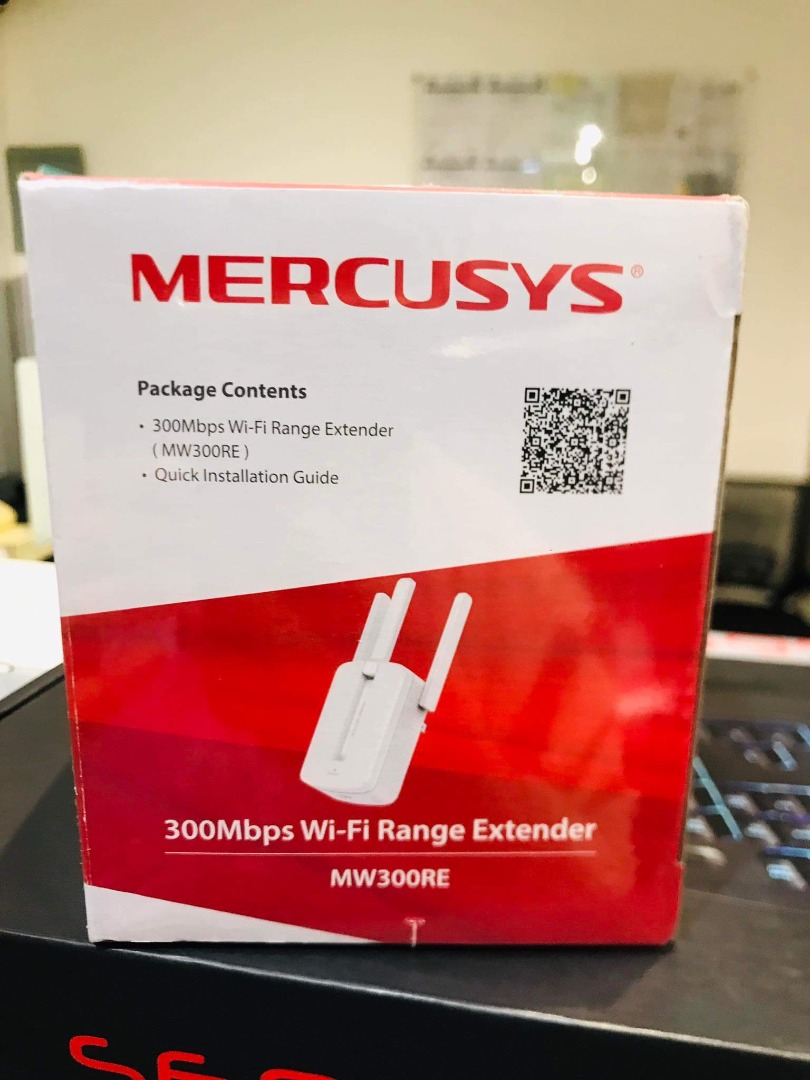 MERCUSYS®
Package Contents
• 300Mbps Wi-Fi Range Extender
( MW300RE )
• Quick Installation Guide
300Mbps Wi-Fi Range Extender
MW300RE